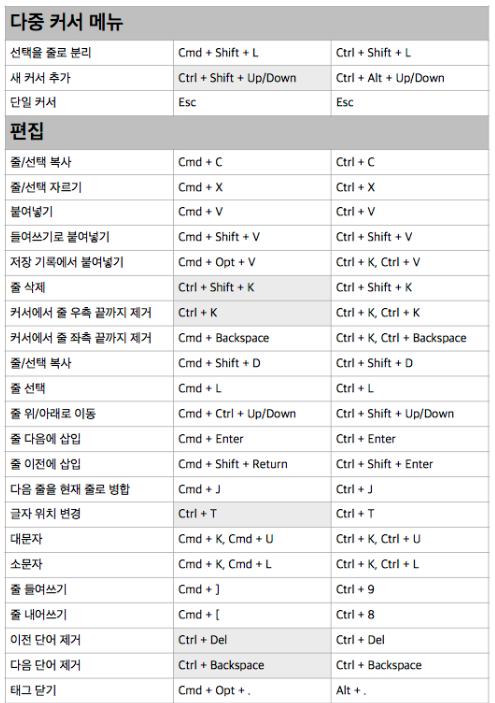 다중 커서 메뉴
선택을 줄로 분리 Cmd + Shift + L Ctrl + Shift + L
새 커서 추가 Ctrl + Shift + Up/Down Ctrl + Alt + Up/Down
단일 커서 Esc Esc
편집
줄/선택 복사 Cmd + C Ctrl + C
줄/선택 자르기 Cmd + X Ctrl + X
붙여넣기 Cmd + V Ctrl + V
들여쓰기로 붙여넣기 Cmd + Shift + V Ctrl + Shift + V
저장 기록에서 붙여넣기 Cmd + Opt + V Ctrl + K, Ctrl + V
줄 삭제 Ctrl + Shift + K Ctrl + Shift + K
커서에서 줄 우측 끝까지 제거 Ctrl + K Ctrl + K, Ctrl + K
커서에서 줄 좌측 끝까지 제거 Cmd + Backspace Ctrl + K, Ctrl + Backspace
줄/선택 복사 Cmd + Shift + D Ctrl + Shift + D
줄 선택 Cmd + L Ctrl + L
줄 위/아래로 이동 Cmd + Ctrl + Up/Down Ctrl + Shift + Up/Down
줄 다음에 삽입 Cmd + Enter Ctrl + Enter
줄 이전에 삽입 Cmd + Shift + Return Ctrl + Shift + Enter
다음 줄을 현재 줄로 병합 Cmd + J Ctrl + J
글자 위치 변경 Ctrl + T Ctrl + T
대문자 Cmd + K, Cmd + U Ctrl + K, Ctrl + U
소문자 Cmd + K, Cmd + L Ctrl + K, Ctrl + L
줄 들여쓰기 Cmd + ] Ctrl + 9
줄 내어쓰기 Cmd + [ Ctrl + 8
이전 단어 제거 Ctrl + Del Ctrl + Del
다음 단어 제거 Ctrl + Backspace Ctrl + Backspace
태그 닫기 Cmd + Opt + . Alt + .